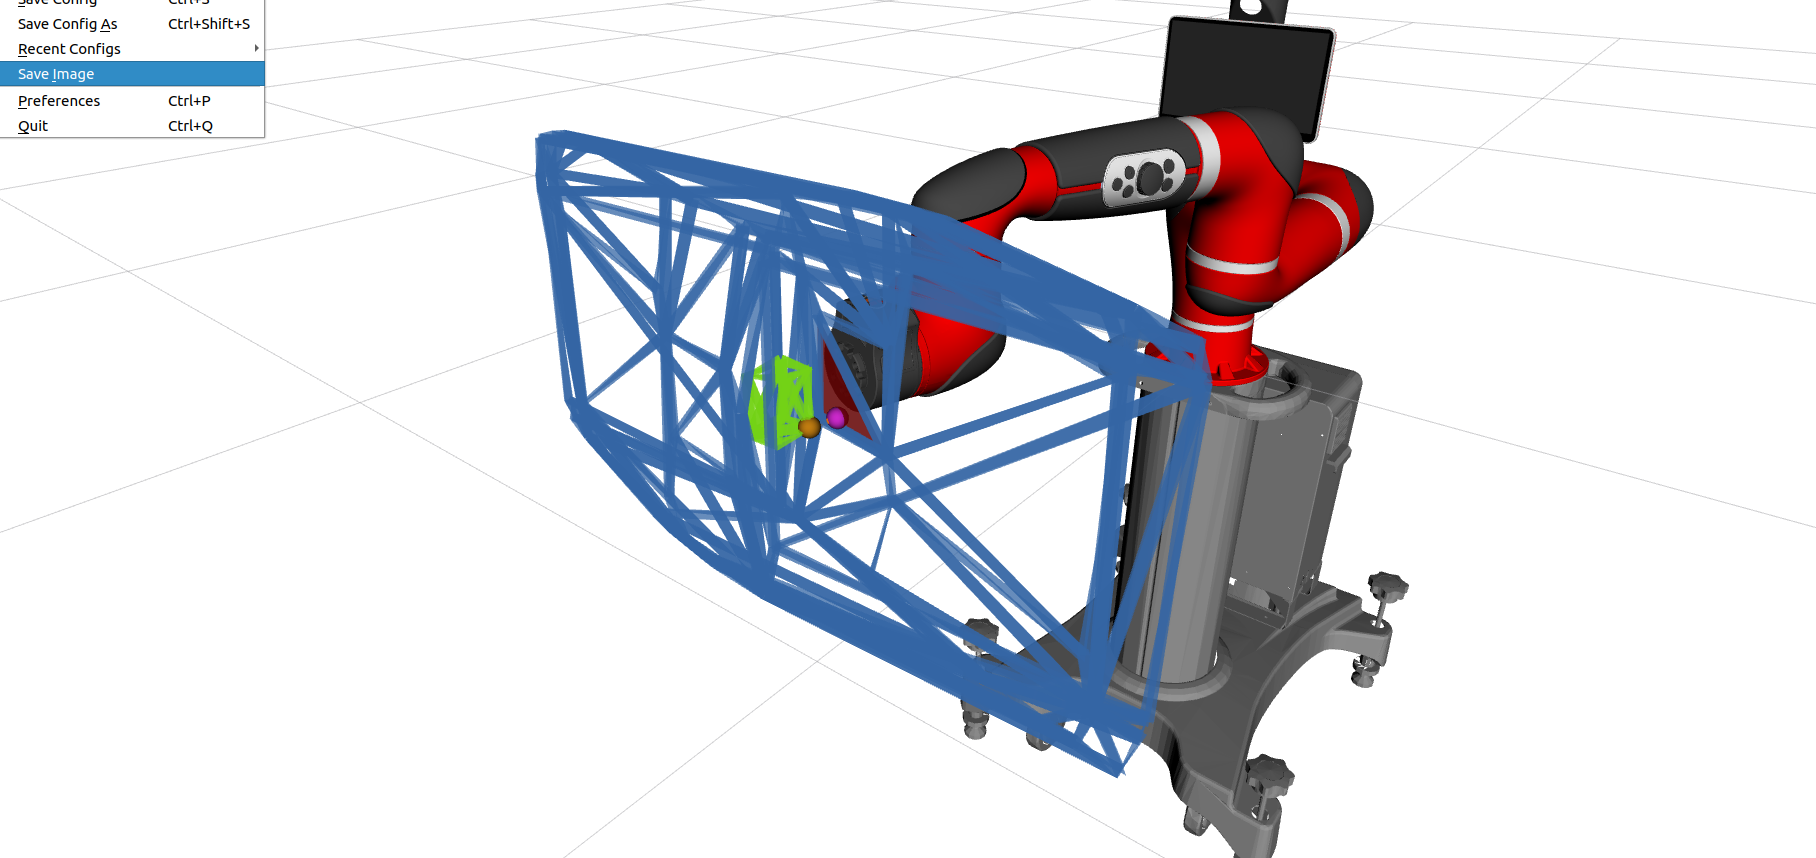 Save Config Ctrl+S
Save Config As Ctrl+Shift+S
Recent Configs
Save Image
Preferences Ctrl+P
Quit Ctrl+Q